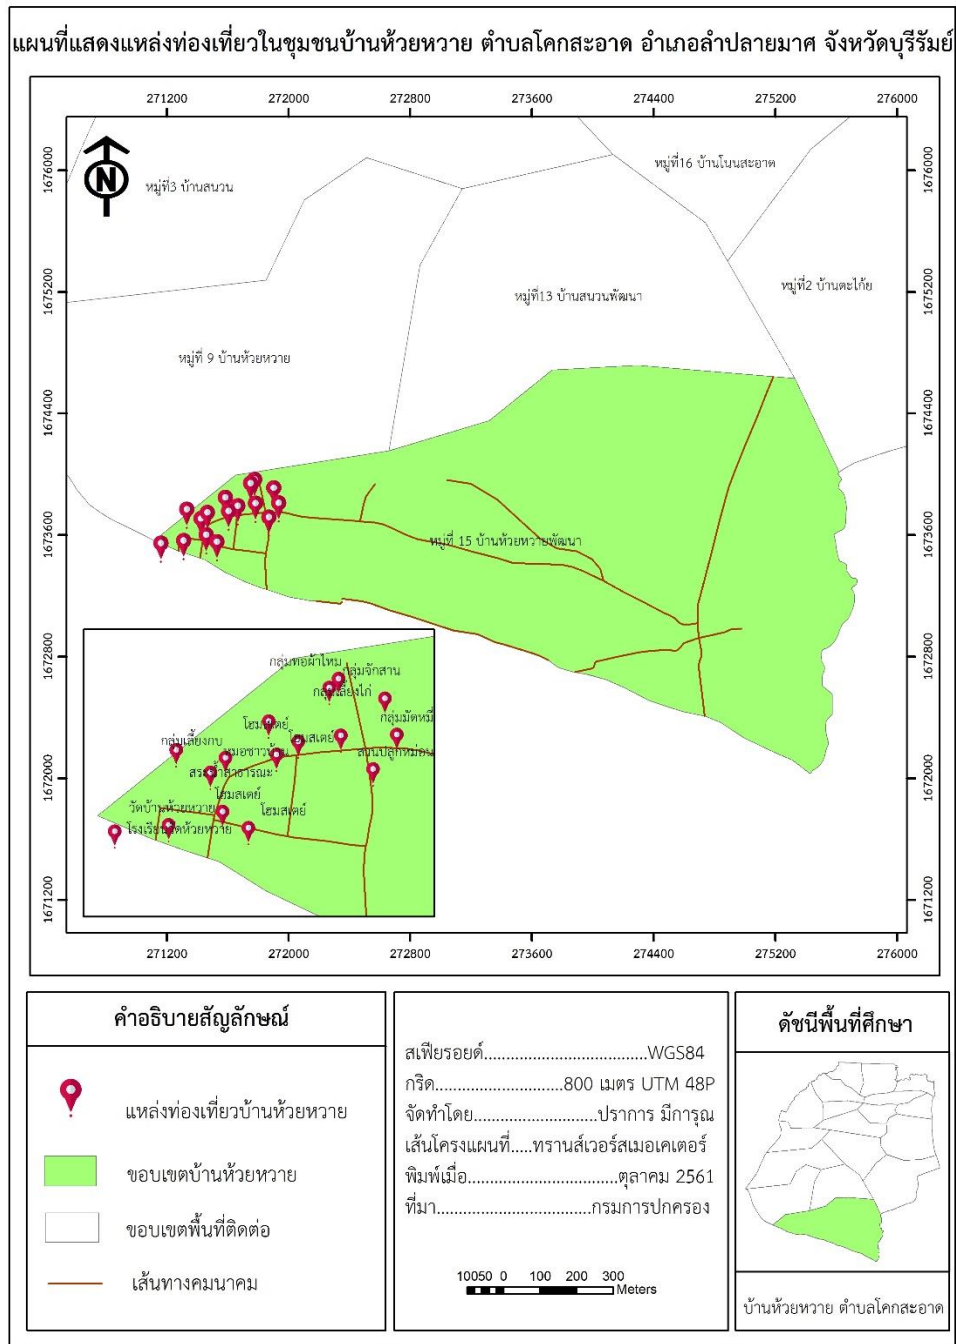 แผนที่แสดงแหล่งท่องเที่ยวในชุมชนบ้านห้วยหวาย ตำบลโคกสะอาด อำเภอลำปลายมาศ จังหวัดบุรีรัมย์
271200 272000 272800 273600 274400 275200 276000
1676000
1675200
1674400
1673600
1672800
1672000
1671200
1676000
1675200
1674400
1673600
1672800
1672000
1671200
N
หมู่ที่3 บ้านสนวน
หมู่ที่16 บ้านโนนสะอาด
หมู่ที่13 บ้านสนวนพัฒนา
หมู่ที่2 บ้านตะไก้ย
หมู่ที่ 9 บ้านห้วยหวาย
หมู่ที่ 15 บ้านห้วยหวายพัฒนา
กลุ่มทอผ้าไหม
กลุ่มจักสาน
กลุ่มเลี้ยงไก่
กลุ่มมัดหมี่
โฮมสเตย์
โฮมสเตย์
กลุ่มเลี้ยงกบ
หมอชาวบ้าน
สวนปลูกหม่อน
สระน้ำสาธารณะ
โฮมสเตย์
วัดบ้านห้วยหวาย
โฮมสเตย์
โรงเรียนวัดห้วยหวาย
271200 272000 272800 273600 274400 275200 276000
คำอธิบายสัญลักษณ์
แหล่งท่องเที่ยวบ้านห้วยหวาย
ขอบเขตบ้านห้วยหวาย
ขอบเขตพื้นที่ติดต่อ
เส้นทางคมนาคม
สเฟียรอยด์.....................................WGS84
กริด.............................800 เมตร UTM 48P
จัดทำโดย............................ปราการ มีการุณ
เส้นโครงแผนที่.....ทรานส์เวอร์สเมอเคเตอร์
พิมพ์เมื่อ..................................ตุลาคม 2561
ที่มา...................................กรมการปกครอง
10050 0 100 200 300
Meters
ดัชนีพื้นที่ศึกษา
บ้านห้วยหวาย ตำบลโคกสะอาด